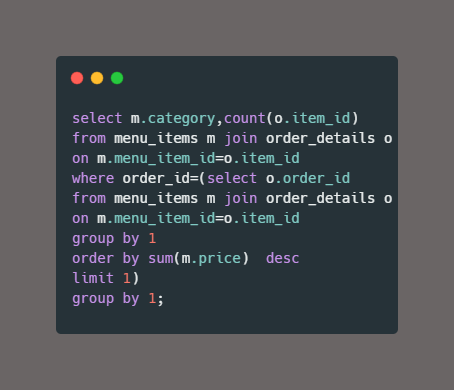 select m.category,count(o.item_id)
from menu_items m join order_details o
on m.menu_item_id=o.item_id
where order_id=(select o.order_id
from menu_items m join order_details o
on m.menu_item_id=o.item_id
group by 1
order by sum(m.price)  desc
limit 1)
group by 1;